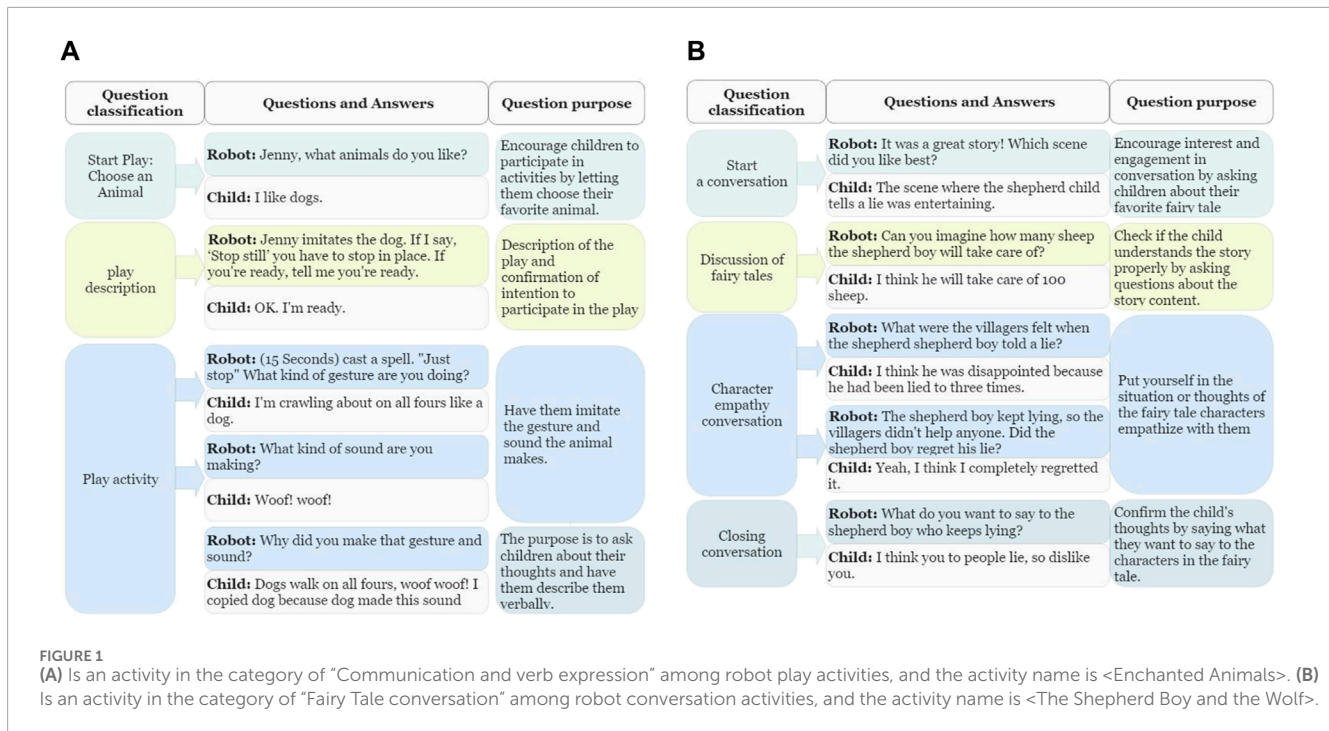 A
Question
classification
Questions and Answers
Question purpose
Start Play:
Choose an
Animal
Robot: Jenny, what animals do you like?
Child: I like dogs.
Encourage children to
participate in
activities by letting
them choose their
favorite animal.
play
description
Robot: Jenny imitates the dog. If I say,
'Stop still' you have to stop in place. If
you're ready, tell me you're ready.
Child: OK. I'm ready.
Description of the
play and
confirmation of
intention to
participate in the play
Play activity
Robot: (15 Seconds) cast a spell. "Just
stop" What kind of gesture are you doing?
Child: I'm crawling about on all fours like a
dog.
Robot: What kind of sound are you
making?
Child: Woof! woof!
Have them imitate
the gesture and
sound the animal
makes.
Robot: Why did you make that gesture and
sound?
Child: Dogs walk on all fours, woof woof! I
copied dog because dog made this sound
The purpose is to ask
children about their
thoughts and have
them describe them
verbally.
B
Question
classification
Questions and Answers
Question purpose
Start
a conversation
Robot: It was a great story! Which scene
did you like best?
Child: The scene where the shepherd child
tells a lie was entertaining.
Encourage interest and
engagement in
conversation by asking
children about their
favorite fairy tale
Discussion of
fairy tales
Robot: Can you imagine how many sheep
the shepherd boy will take care of?
Child: I think he will take care of 100
sheep.
Check if the child
understands the story
properly by asking
questions about the
story content.
Character
empathy
conversation
Robot: What were the villagers felt when
the shepherd shepherd boy told a lie?
Child: I think he was disappointed because
he had been lied to three times.
Robot: The shepherd boy kept lying, so the
villagers didn't help anyone. Did the
shepherd boy regret his lie?
Child: Yeah, I think I completely regretted
it.
Put yourself in the
situation or thoughts of
the fairy tale characters
empathize with them
Closing
conversation
Robot: What do you want to say to the
shepherd boy who keeps lying?
Child: I think you to people lie, so dislike
you.
Confirm the child's
thoughts by saying what
they want to say to the
characters in the fairy
tale.
FIGURE 1
(A) Is an activity in the category of "Communication and verb expression" among robot play activities, and the activity name is <Enchanted Animals>. (B)
Is an activity in the category of "Fairy Tale conversation" among robot conversation activities, and the activity name is <The Shepherd Boy and the Wolf>.